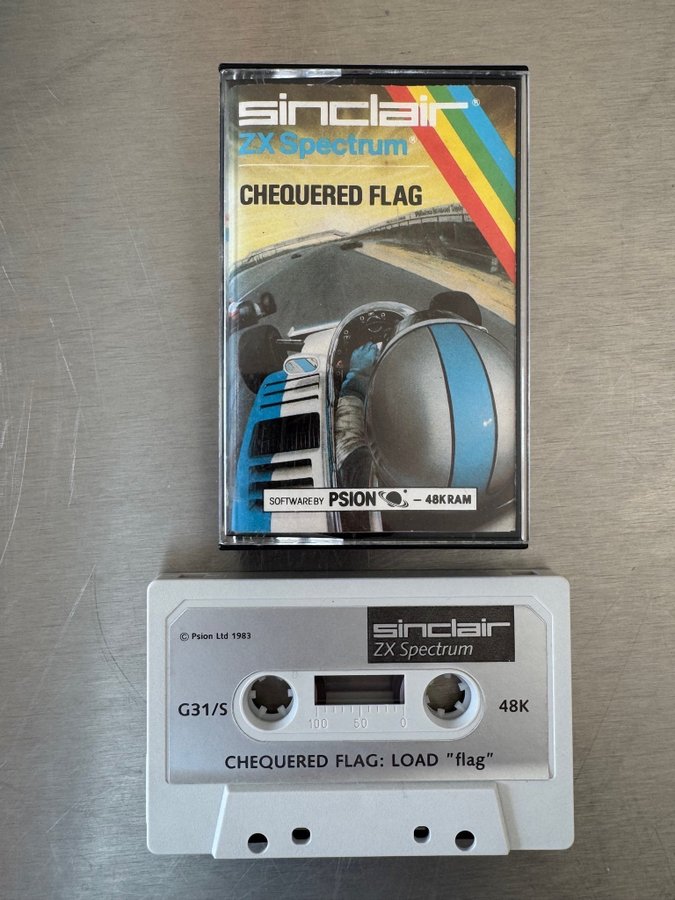 sinclair®
ZX Spectrum®
CHEQUERED FLAG
SOFTWARE BY PSION — 48K RAM
© Psion Ltd 1983
sinclair
ZX Spectrum
G31/S
48K
100 50 0
CHEQUERED FLAG: LOAD "flag"